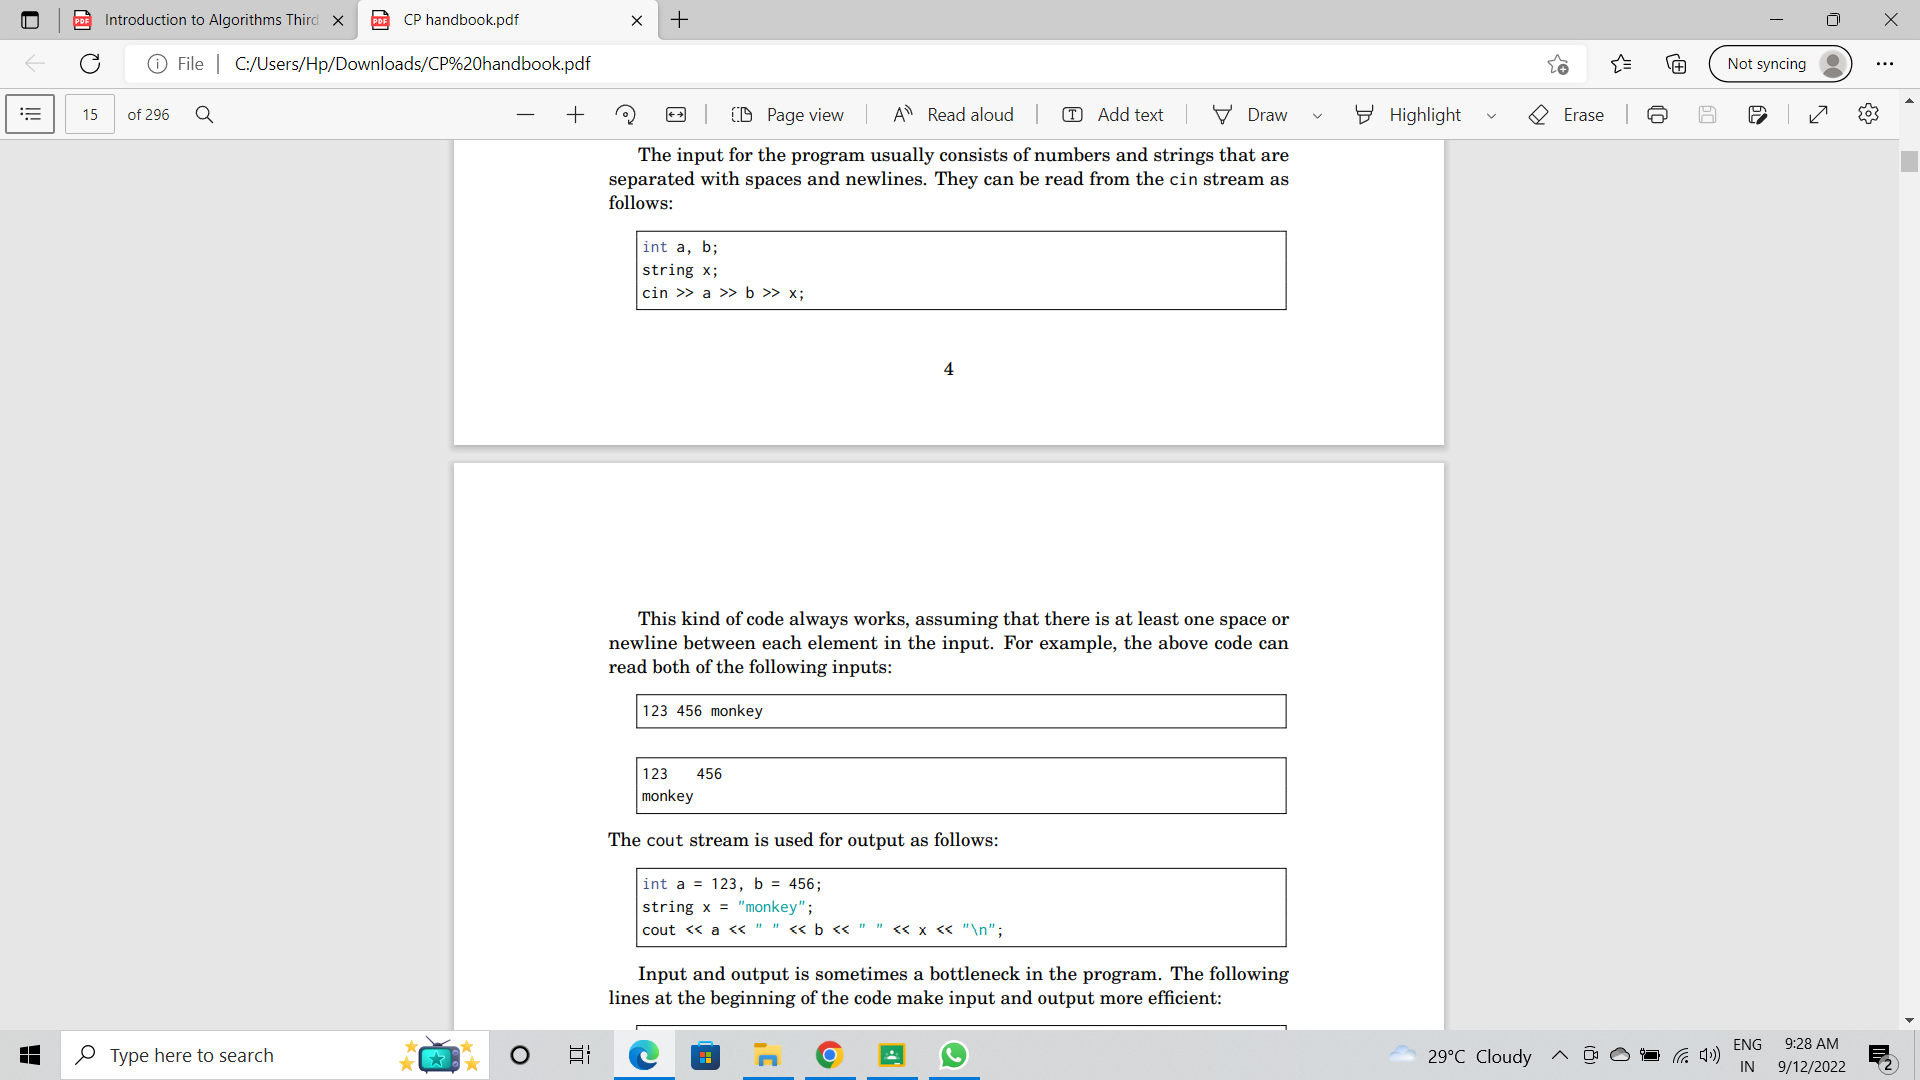 Introduction to Algorithms Third
CP handbook.pdf
File
C:/Users/Hp/Downloads/CP%20handbook.pdf
Not syncing
15 of 296
Page view
Read aloud
Add text
Draw
Highlight
Erase
The input for the program usually consists of numbers and strings that are
separated with spaces and newlines. They can be read from the cin stream as
follows:
int a, b;
string x;
cin >> a >> b >> x;
4
This kind of code always works, assuming that there is at least one space or
newline between each element in the input. For example, the above code can
read both of the following inputs:
123 456 monkey
123 456
monkey
The cout stream is used for output as follows:
int a = 123, b = 456;
string x = "monkey";
cout << a << " " << b << " " << x << "\n";
Input and output is sometimes a bottleneck in the program. The following
lines at the beginning of the code make input and output more efficient:
Type here to search
29°C Cloudy
ENG
IN
9:28 AM
9/12/2022
2